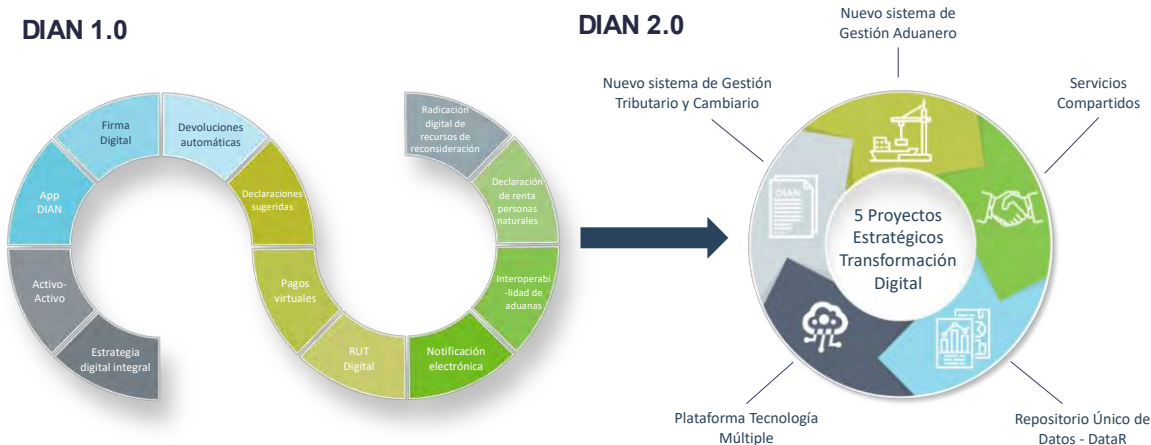 DIAN 1.0
Firma
Digital
Devoluciones
automáticas
App
DIAN
Declaraciones
sugeridas
Activo-
Activo
Pagos
virtuales
Estrategia
digital integral
RUT
Digital
Notificación
electrónica
Interoperabi
-lidad de
aduanas
Declaración
de renta
personas
naturales
Radicación
digital de
recursos de
reconsideración
DIAN 2.0
Nuevo sistema de
Gestión Aduanero
Nuevo sistema de Gestión
Tributario y Cambiario
Servicios
Compartidos
DIAN
5 Proyectos
Estratégicos
Transformación
Digital
Plataforma Tecnología
Múltiple
Repositorio Único de
Datos - DataR